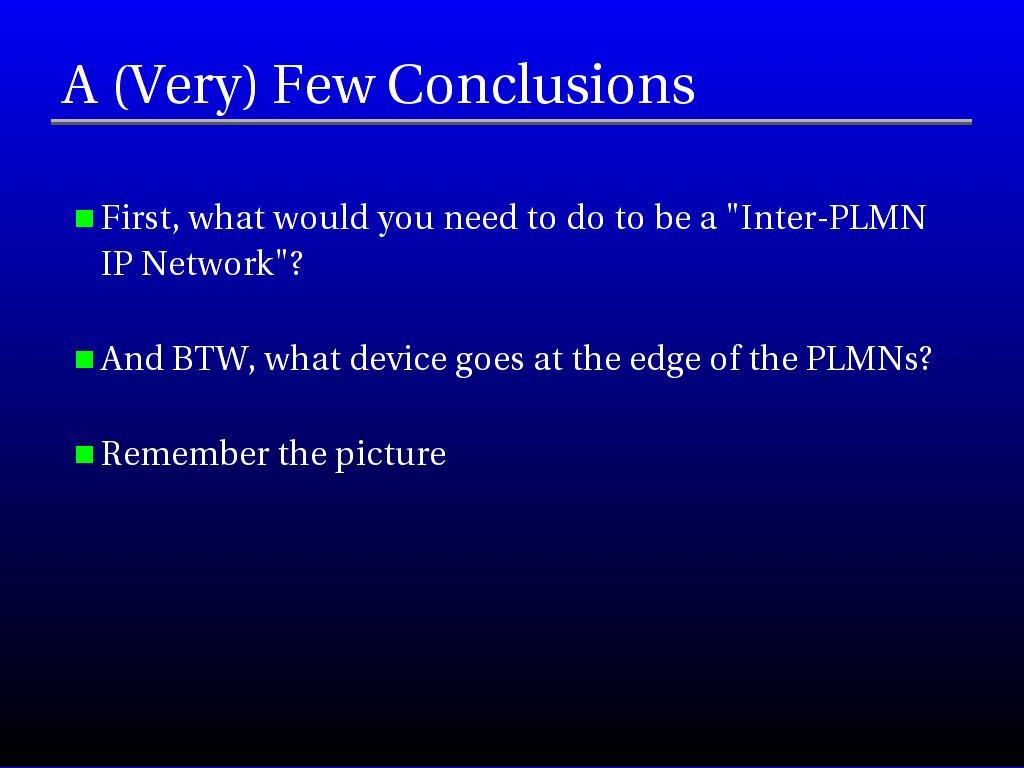 A (Very) Few Conclusions
First, what would you need to do to be a "Inter-PLMN
IP Network"?
And BTW, what device goes at the edge of the PLMNs?
Remember the picture